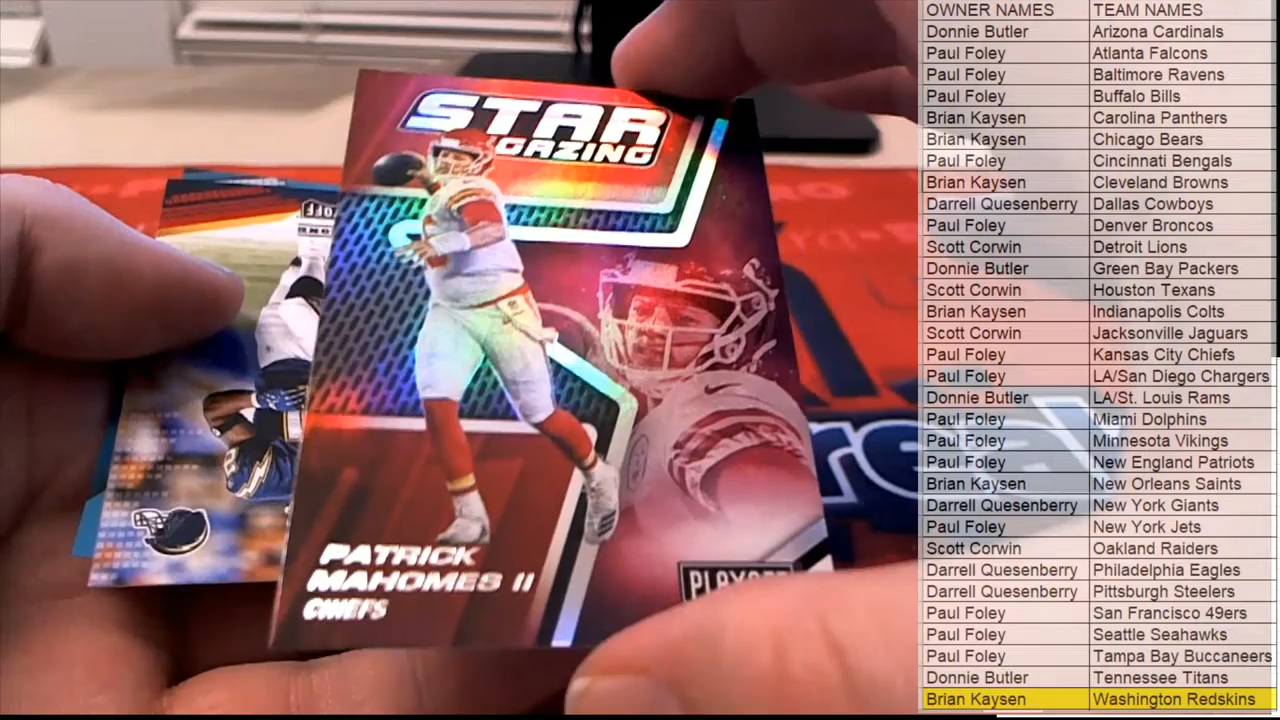 STAR
GAZING
PATRICK
MAHOMES II
CHIEFS
OWNER NAMES TEAM NAMES
Donnie Butler Arizona Cardinals
Paul Foley Atlanta Falcons
Paul Foley Baltimore Ravens
Paul Foley Buffalo Bills
Brian Kaysen Carolina Panthers
Brian Kaysen Chicago Bears
Paul Foley Cincinnati Bengals
Brian Kaysen Cleveland Browns
Darrell Quesenberry Dallas Cowboys
Paul Foley Denver Broncos
Scott Corwin Detroit Lions
Donnie Butler Green Bay Packers
Scott Corwin Houston Texans
Brian Kaysen Indianapolis Colts
Scott Corwin Jacksonville Jaguars
Paul Foley Kansas City Chiefs
Paul Foley LA/San Diego Chargers
Donnie Butler LA/St. Louis Rams
Paul Foley Miami Dolphins
Paul Foley Minnesota Vikings
Paul Foley New England Patriots
Brian Kaysen New Orleans Saints
Darrell Quesenberry New York Giants
Paul Foley New York Jets
Scott Corwin Oakland Raiders
Darrell Quesenberry Philadelphia Eagles
Darrell Quesenberry Pittsburgh Steelers
Paul Foley San Francisco 49ers
Paul Foley Seattle Seahawks
Paul Foley Tampa Bay Buccaneers
Donnie Butler Tennessee Titans
Brian Kaysen Washington Redskins